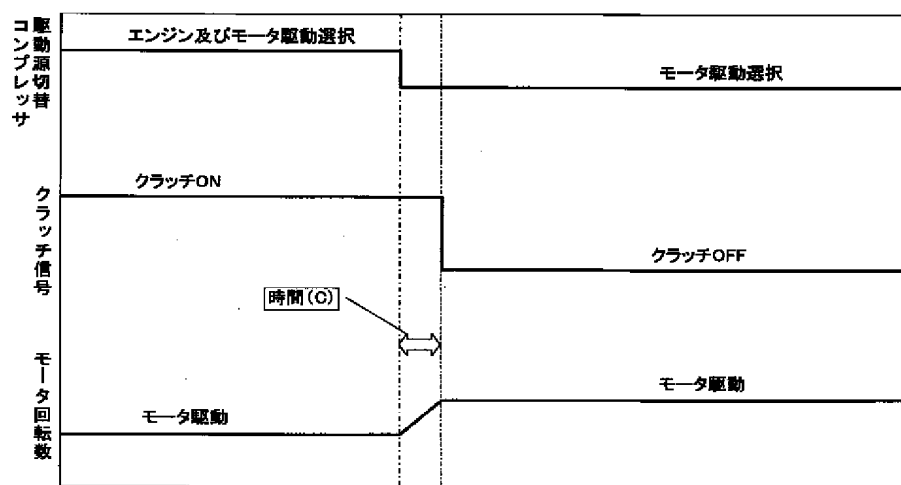 コンプレッサ
駆動源切替
エンジン及びモータ駆動選択
モータ駆動選択
クラッチ信号
クラッチON
クラッチOFF
時間(C)
モータ回転数
モータ駆動
モータ駆動